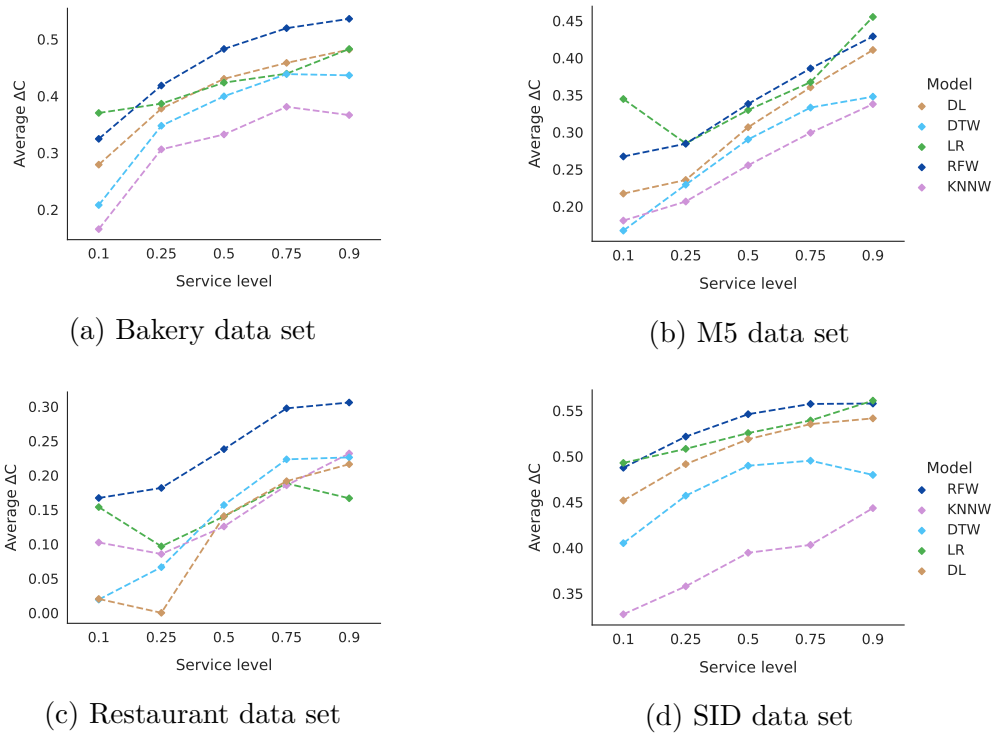 0.5
0.4
0.3
0.2
Average ΔC
0.1 0.25 0.5 0.75 0.9
Service level
(a) Bakery data set
0.45
0.40
0.35
0.30
0.25
0.20
Average ΔC
0.1 0.25 0.5 0.75 0.9
Service level
Model
DL
DTW
LR
RFW
KNNW
(b) M5 data set
0.30
0.25
0.20
0.15
0.10
0.05
0.00
Average ΔC
0.1 0.25 0.5 0.75 0.9
Service level
(c) Restaurant data set
0.55
0.50
0.45
0.40
0.35
Average ΔC
0.1 0.25 0.5 0.75 0.9
Service level
Model
RFW
KNNW
DTW
LR
DL
(d) SID data set